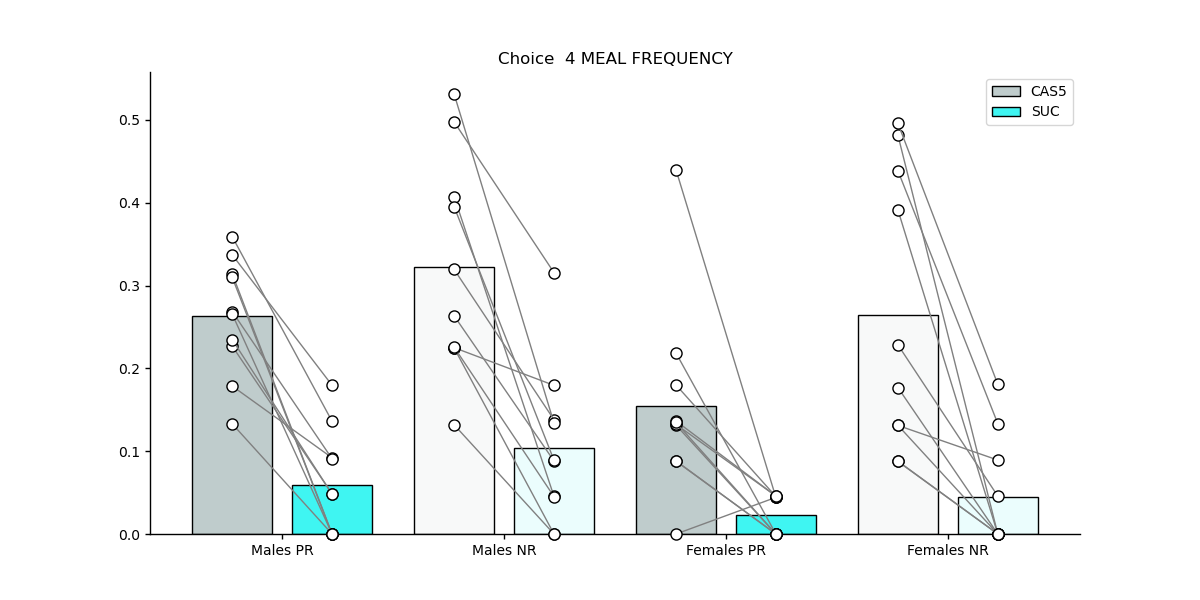 Choice  4 MEAL FREQUENCY
CAS5
SUC
0.5
0.4
0.3
0.2
0.1
0.0
Males PR
Males NR
Females PR
Females NR